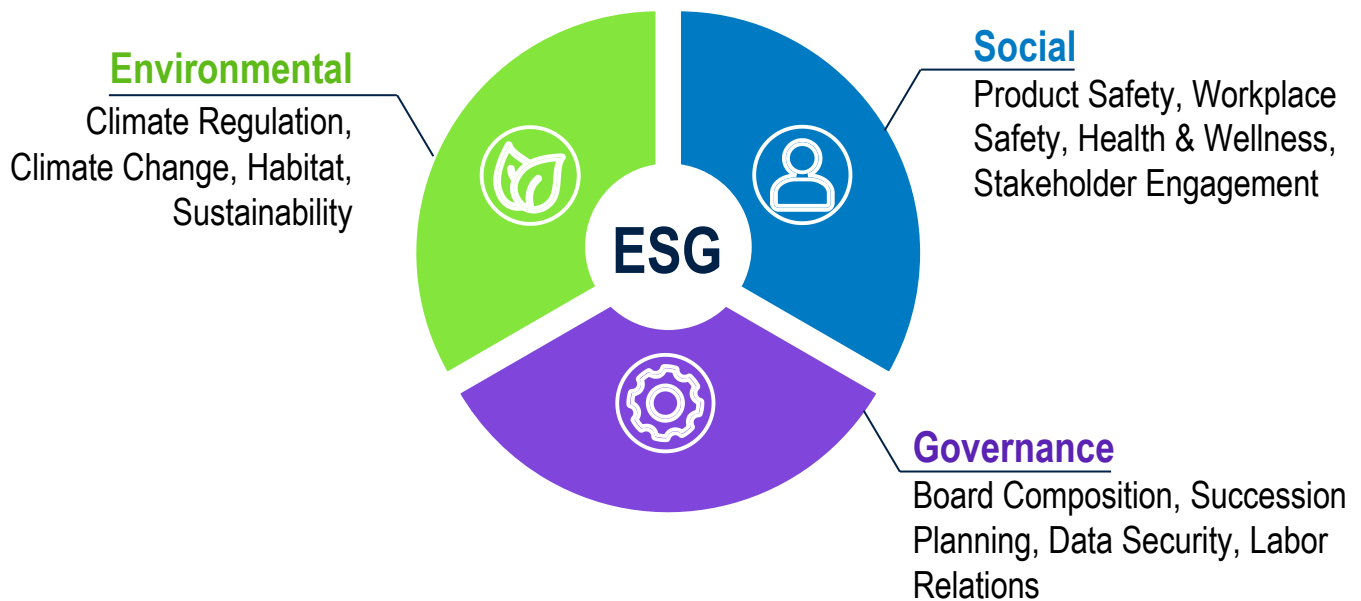 Environmental
Climate Regulation,
Climate Change, Habitat,
Sustainability
ESG
Social
Product Safety, Workplace
Safety, Health & Wellness,
Stakeholder Engagement
Governance
Board Composition, Succession
Planning, Data Security, Labor
Relations